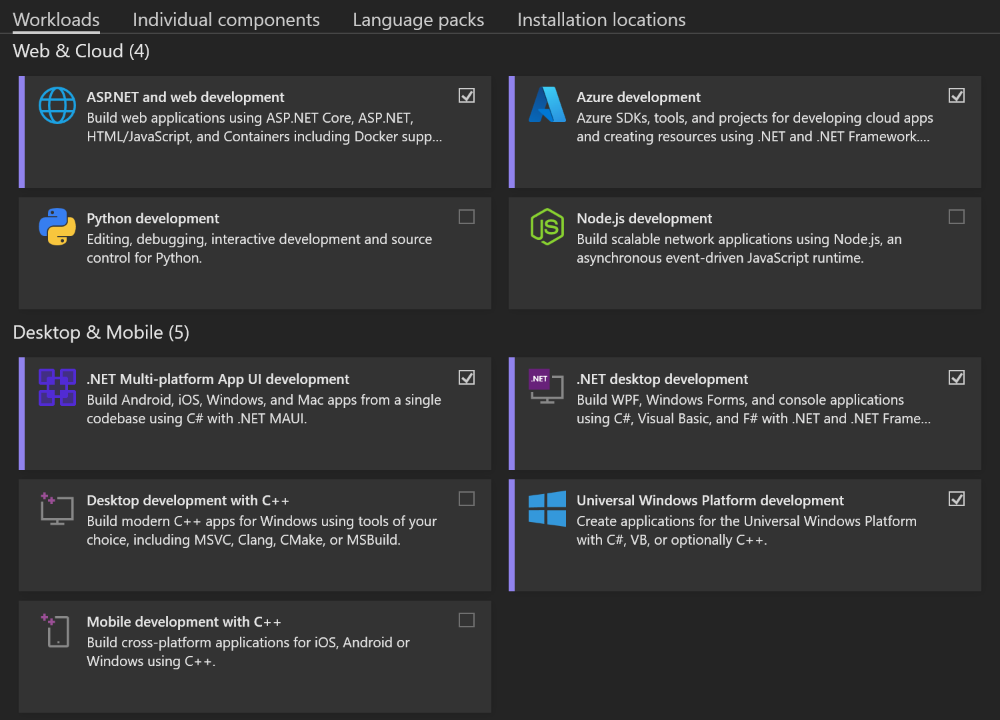 Workloads Individual components Language packs Installation locations
Web & Cloud (4)
ASP.NET and web development
Build web applications using ASP.NET Core, ASP.NET,
HTML/JavaScript, and Containers including Docker supp...
Azure development
Azure SDKs, tools, and projects for developing cloud apps
and creating resources using .NET and .NET Framework....
Python development
Editing, debugging, interactive development and source
control for Python.
JS
Node.js development
Build scalable network applications using Node.js, an
asynchronous event-driven JavaScript runtime.
Desktop & Mobile (5)
.NET Multi-platform App UI development
Build Android, iOS, Windows, and Mac apps from a single
codebase using C# with .NET MAUI.
.NET
.NET desktop development
Build WPF, Windows Forms, and console applications
using C#, Visual Basic, and F# with .NET and .NET Frame...
Desktop development with C++
Build modern C++ apps for Windows using tools of your
choice, including MSVC, Clang, CMake, or MSBuild.
Universal Windows Platform development
Create applications for the Universal Windows Platform
with C#, VB, or optionally C++.
Mobile development with C++
Build cross-platform applications for iOS, Android or
Windows using C++.